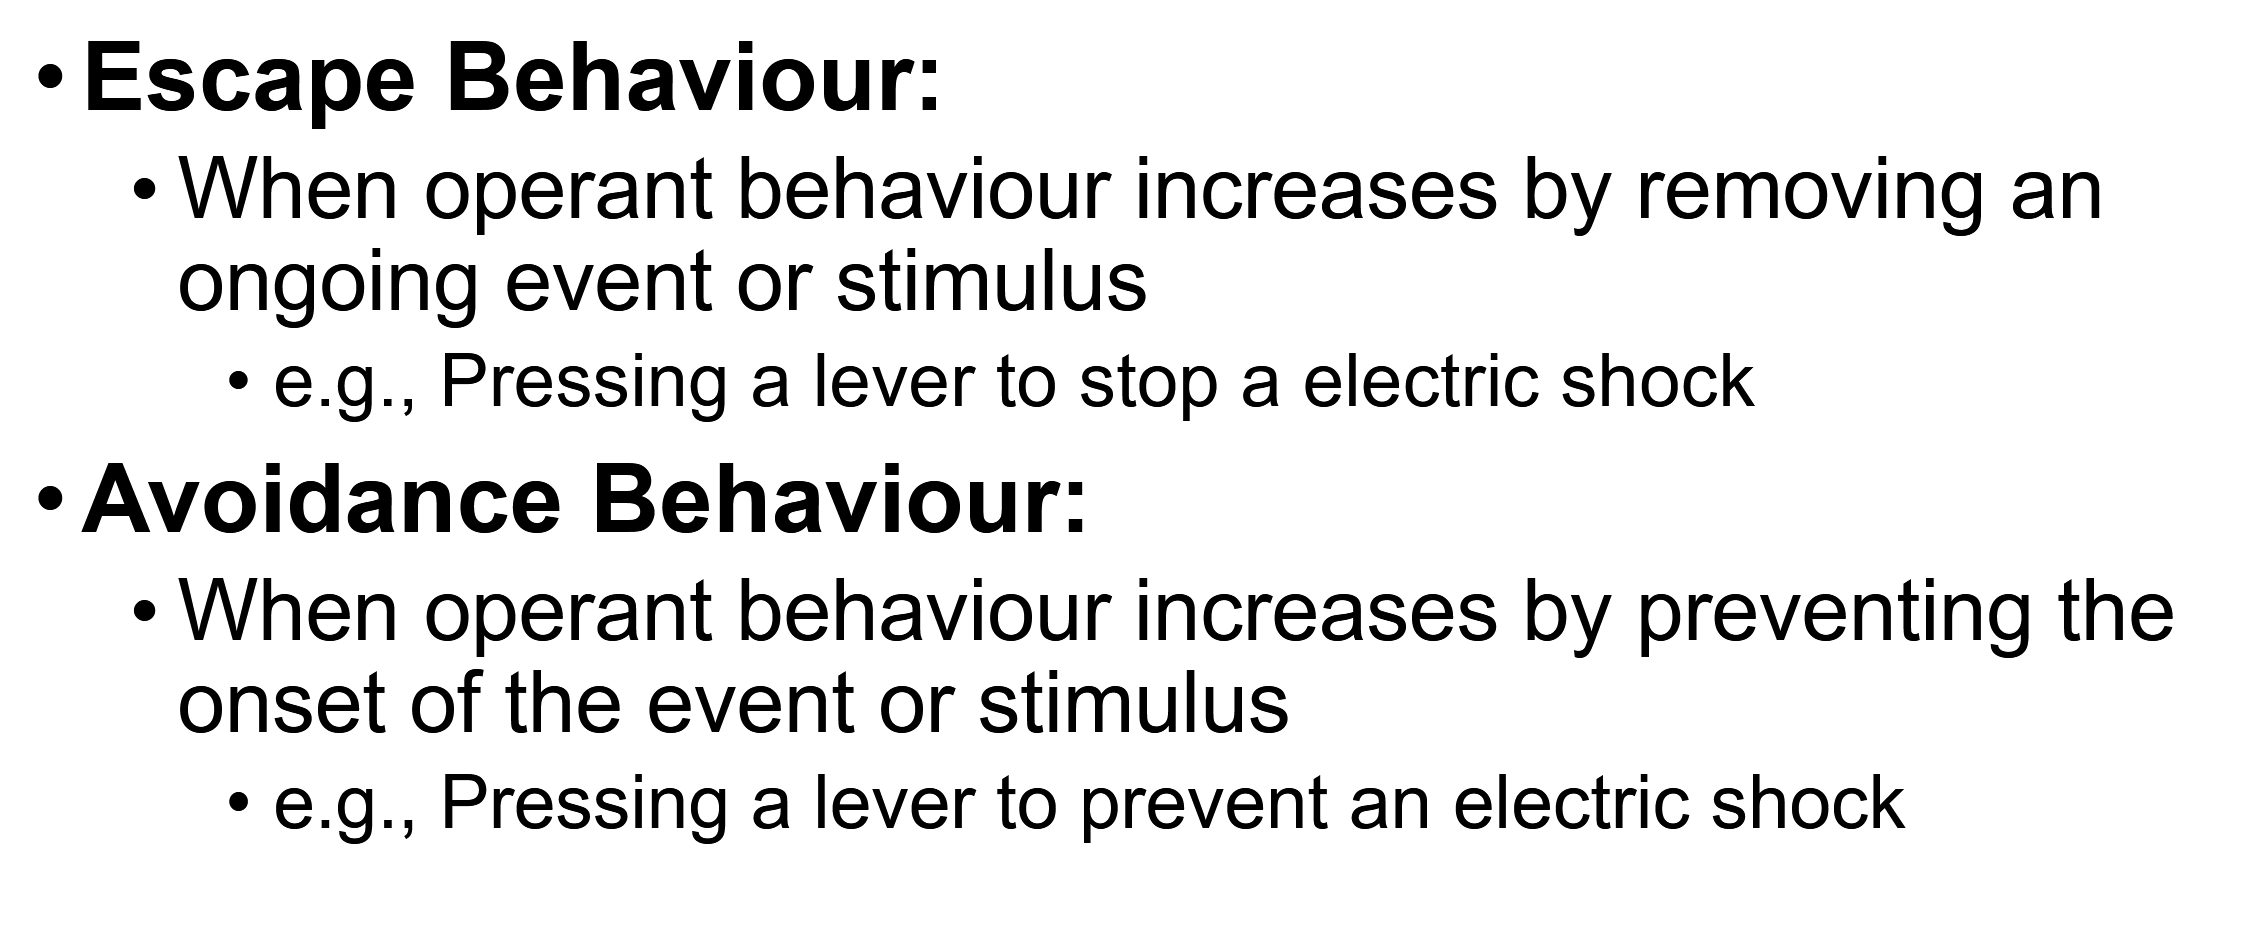 • Escape Behaviour:
• When operant behaviour increases by removing an
ongoing event or stimulus
• e.g., Pressing a lever to stop a electric shock
• Avoidance Behaviour:
• When operant behaviour increases by preventing the
onset of the event or stimulus
• e.g., Pressing a lever to prevent an electric shock